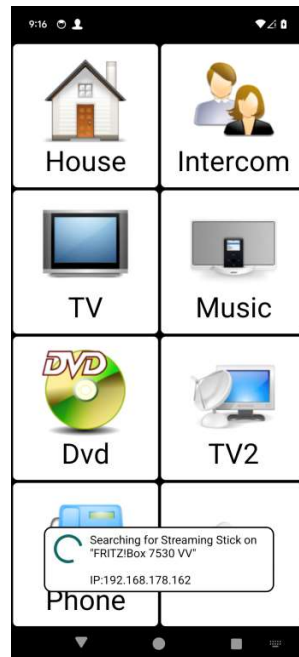 9:16
House
Intercom
TV
Music
DVD
Dvd
TV2
Searching for Streaming Stick on
"FRITZ!Box 7530 VV"
IP:192.168.178.162
Phone